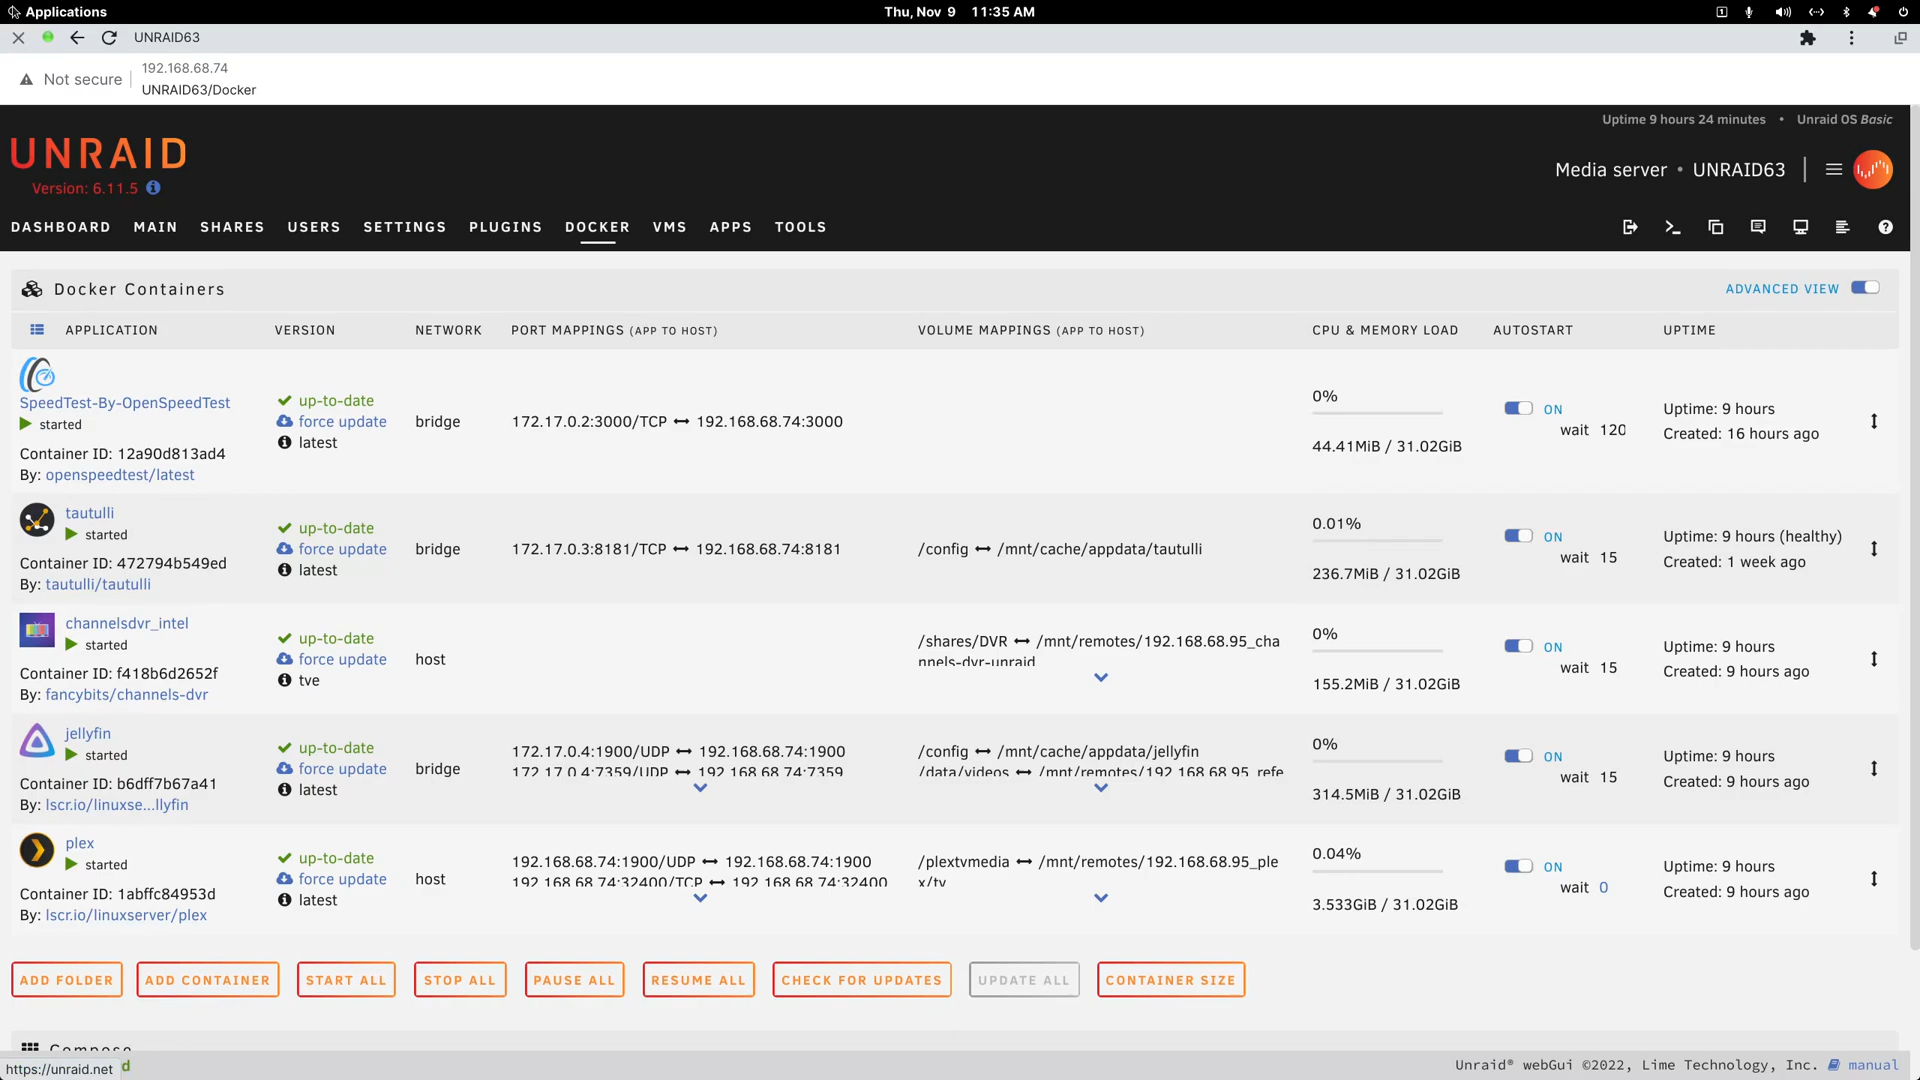 Applications
Thu, Nov 9 11:35 AM
UNRAID63
Not secure
192.168.68.74
UNRAID63/Docker
Uptime 9 hours 24 minutes • Unraid OS Basic
UNRAID
Version: 6.11.5
Media server • UNRAID63
DASHBOARD MAIN SHARES USERS SETTINGS PLUGINS DOCKER VMS APPS TOOLS
Docker Containers
ADVANCED VIEW
APPLICATION VERSION NETWORK PORT MAPPINGS (APP TO HOST) VOLUME MAPPINGS (APP TO HOST) CPU & MEMORY LOAD AUTOSTART UPTIME
SpeedTest-By-OpenSpeedTest
started
Container ID: 12a90d813ad4
By: openspeedtest/latest
up-to-date
force update
latest
bridge
172.17.0.2:3000/TCP ↔ 192.168.68.74:3000
0%
44.41MiB / 31.02GiB
ON
wait 120
Uptime: 9 hours
Created: 16 hours ago
tautulli
started
Container ID: 472794b549ed
By: tautulli/tautulli
up-to-date
force update
latest
bridge
172.17.0.3:8181/TCP ↔ 192.168.68.74:8181
/config ↔ /mnt/cache/appdata/tautulli
0.01%
236.7MiB / 31.02GiB
ON
wait 15
Uptime: 9 hours (healthy)
Created: 1 week ago
channelsdvr_intel
started
Container ID: f418b6d2652f
By: fancybits/channels-dvr
up-to-date
force update
tve
host
/shares/DVR ↔ /mnt/remotes/192.168.68.95_cha
nnels-dvr-unraid
0%
155.2MiB / 31.02GiB
ON
wait 15
Uptime: 9 hours
Created: 9 hours ago
jellyfin
started
Container ID: b6dff7b67a41
By: lscr.io/linuxse...llyfin
up-to-date
force update
latest
bridge
172.17.0.4:1900/UDP ↔ 192.168.68.74:1900
172.17.0.4:7359/UDP ↔ 192.168.68.74:7359
/config ↔ /mnt/cache/appdata/jellyfin
/data/videos ↔ /mnt/remotes/192.168.68.95_refe
0%
314.5MiB / 31.02GiB
ON
wait 15
Uptime: 9 hours
Created: 9 hours ago
plex
started
Container ID: 1abffc84953d
By: lscr.io/linuxserver/plex
up-to-date
force update
latest
host
192.168.68.74:1900/UDP ↔ 192.168.68.74:1900
192.168.68.74:32400/TCP ↔ 192.168.68.74:32400
/plextvmedia ↔ /mnt/remotes/192.168.68.95_ple
x/tv
0.04%
3.533GiB / 31.02GiB
ON
wait 0
Uptime: 9 hours
Created: 9 hours ago
ADD FOLDER ADD CONTAINER START ALL STOP ALL PAUSE ALL RESUME ALL CHECK FOR UPDATES UPDATE ALL CONTAINER SIZE
Compose
https://unraid.net d
Unraid® webGui ©2022, Lime Technology, Inc. manual